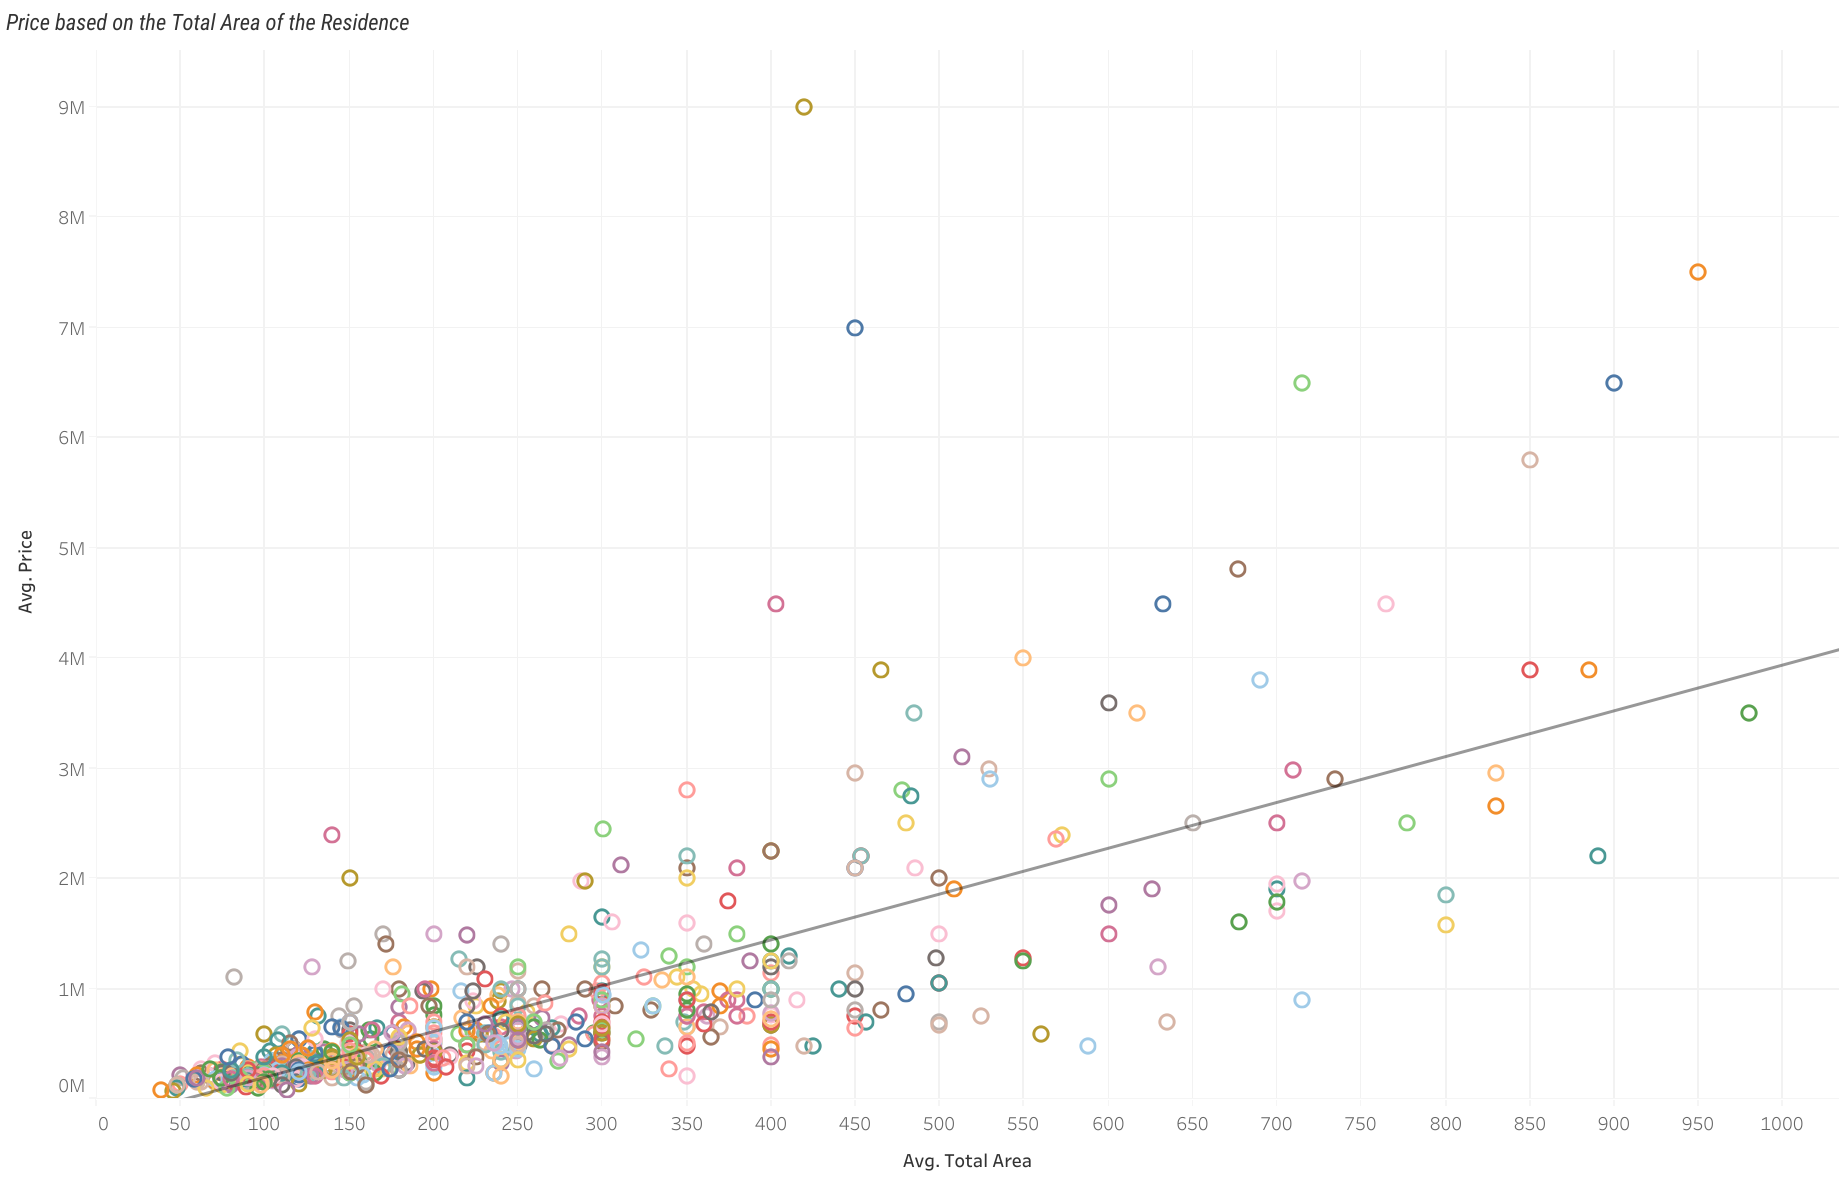 Price based on the Total Area of the Residence
9M
8M
7M
6M
5M
4M
3M
2M
1M
0M
Avg. Price
0 50 100 150 200 250 300 350 400 450 500 550 600 650 700 750 800 850 900 950 1000
Avg. Total Area